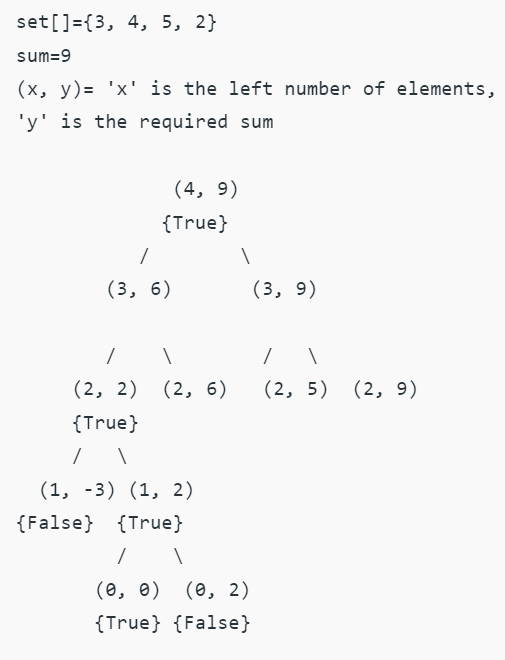 set[]={3, 4, 5, 2}
sum=9
(x, y)= 'x' is the left number of elements,
'y' is the required sum
(4, 9)
{True}
/ \
(3, 6) (3, 9)
/ \ / \
(2, 2) (2, 6) (2, 5) (2, 9)
{True}
/ \
(1, -3) (1, 2)
{False} {True}
/ \
(0, 0) (0, 2)
{True} {False}